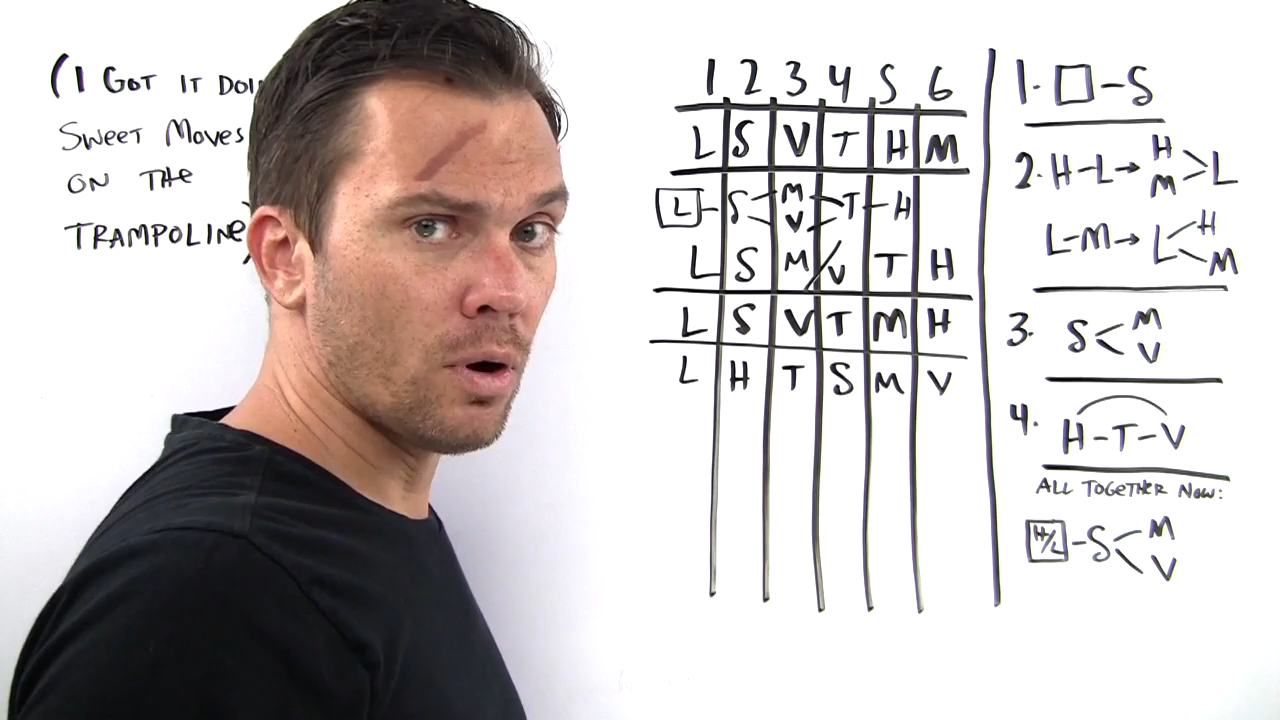 (I GOT IT DOI
SWEET MOVES
ON THE
TRAMPOLINE)
1 2 3 4 5 6
L S V T H M
L - S < M V > T - H
L S M/V T H
L S V T M H
L H T S M V
1. □ - S
2. H - L → H M > L
L - M → L < H M
3. S < M V
4. H - T - V
ALL TOGETHER NOW:
H/L - S < M V